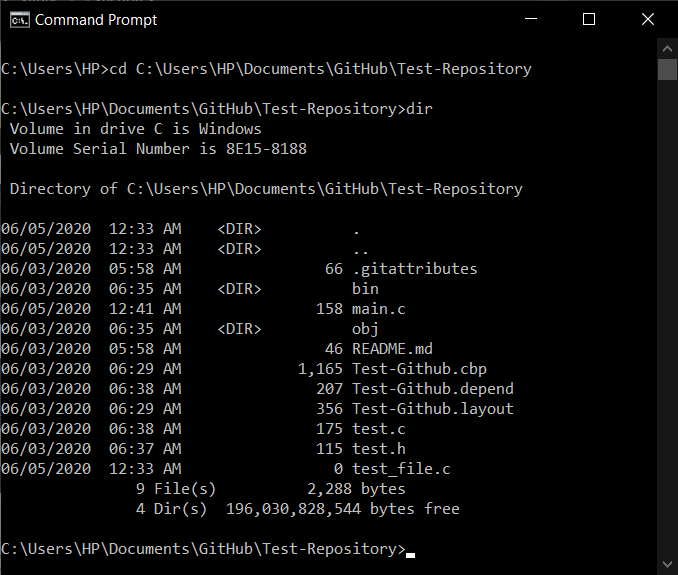 Command Prompt
C:\Users\HP>cd C:\Users\HP\Documents\GitHub\Test-Repository
C:\Users\HP\Documents\GitHub\Test-Repository>dir
 Volume in drive C is Windows
 Volume Serial Number is 8E15-8188
 Directory of C:\Users\HP\Documents\GitHub\Test-Repository
06/05/2020  12:33 AM    <DIR>          .
06/05/2020  12:33 AM    <DIR>          ..
06/03/2020  05:58 AM                66 .gitattributes
06/03/2020  06:35 AM    <DIR>          bin
06/05/2020  12:41 AM               158 main.c
06/03/2020  06:35 AM    <DIR>          obj
06/03/2020  05:58 AM                46 README.md
06/03/2020  06:29 AM             1,165 Test-Github.cbp
06/03/2020  06:38 AM               207 Test-Github.depend
06/03/2020  06:29 AM               356 Test-Github.layout
06/03/2020  06:38 AM               175 test.c
06/03/2020  06:37 AM               115 test.h
06/05/2020  12:33 AM                 0 test_file.c
               9 File(s)          2,288 bytes
               4 Dir(s)  196,030,828,544 bytes free
C:\Users\HP\Documents\GitHub\Test-Repository>